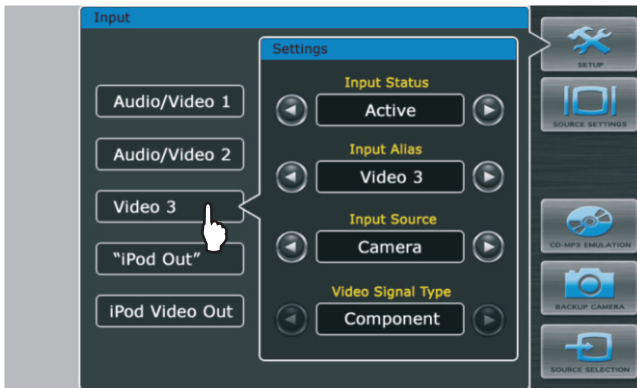 Input
Settings
Audio/Video 1
Audio/Video 2
Video 3
"iPod Out"
iPod Video Out
Input Status
Active
Input Alias
Video 3
Input Source
Camera
Video Signal Type
Component
SETUP
SOURCE SETTINGS
CD-MP3 EMULATION
BACKUP CAMERA
SOURCE SELECTION